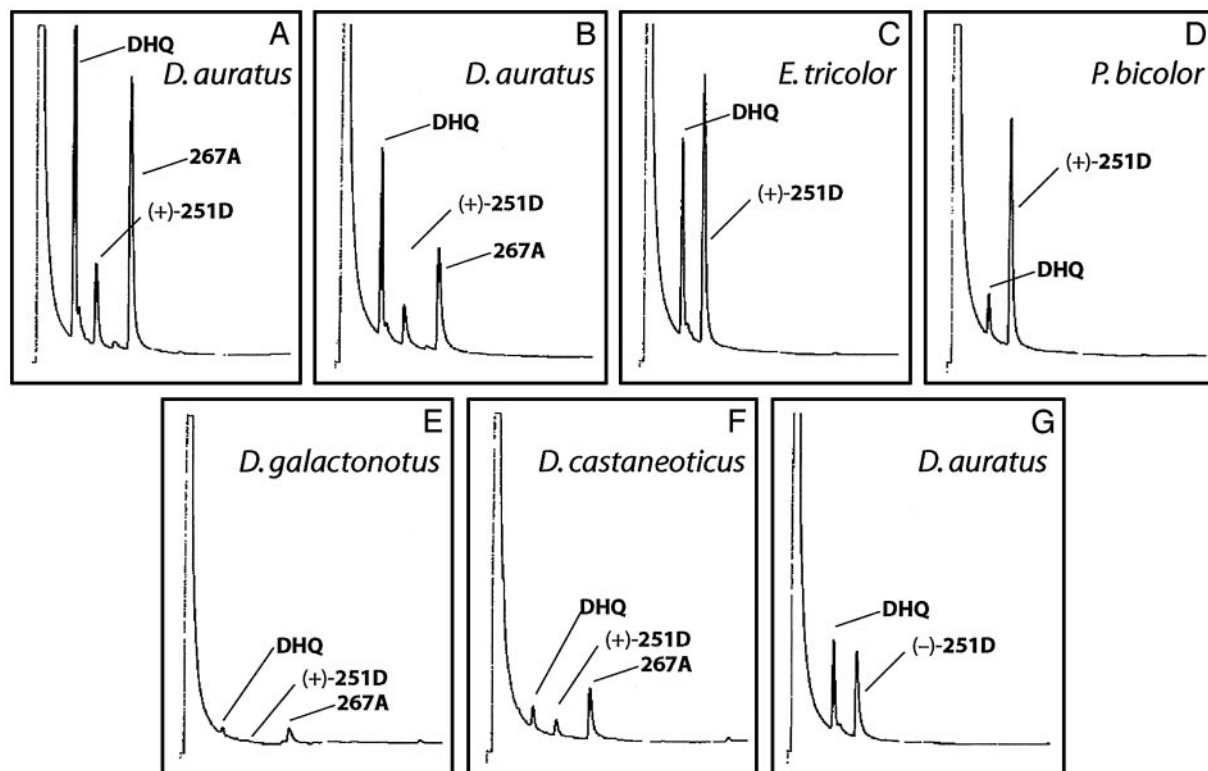 A
DHQ
D. auratus
267A
(+)-251D
B
D. auratus
DHQ
(+)-251D
267A
C
E. tricolor
DHQ
(+)-251D
D
P. bicolor
(+)-251D
DHQ
E
D. galactonotus
DHQ
(+)-251D
267A
F
D. castaneoticus
DHQ
(+)-251D
267A
G
D. auratus
DHQ
(–)-251D